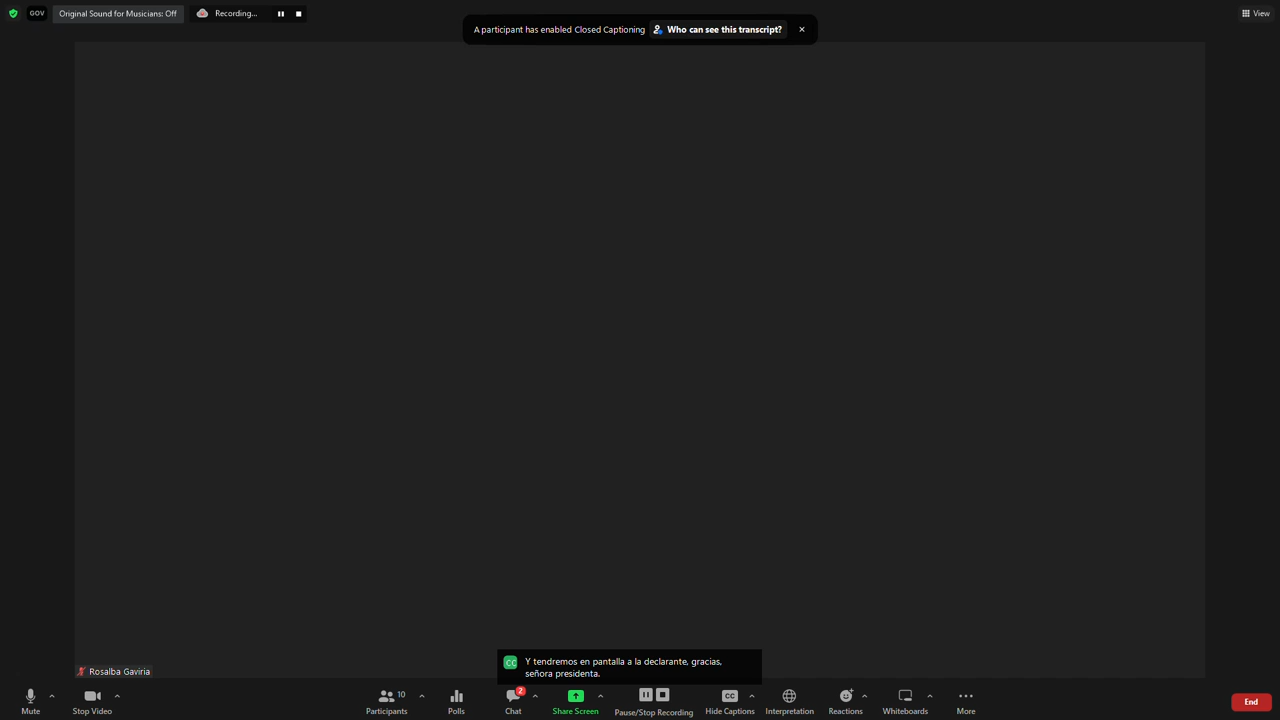 GOV
Original Sound for Musicians: Off
Recording...
View
A participant has enabled Closed Captioning
Who can see this transcript?
Rosalba Gaviria
CC
Y tendremos en pantalla a la declarante, gracias,
señora presidenta.
Mute
Stop Video
10
Participants
Polls
2
Chat
Share Screen
Pause/Stop Recording
CC
Hide Captions
Interpretation
Reactions
Whiteboards
More
End